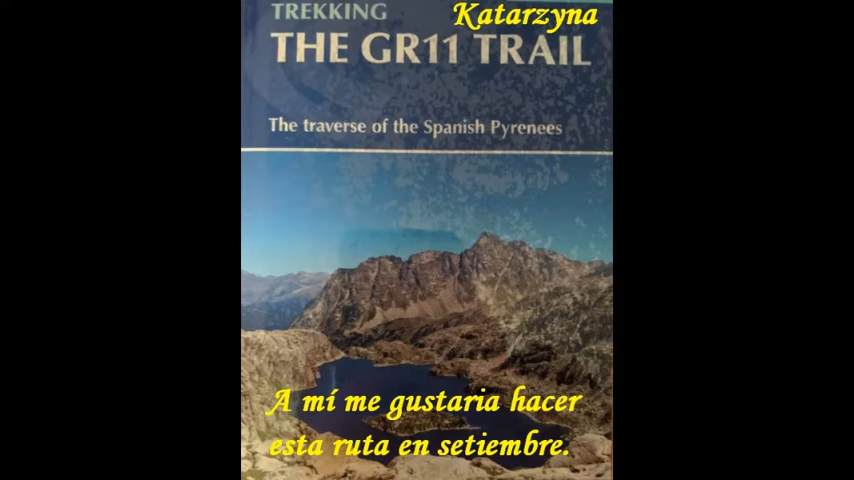 TREKKING
Katarzyna
THE GR11 TRAIL
The traverse of the Spanish Pyrenees
A mí me gustaria hacer
esta ruta en setiembre.